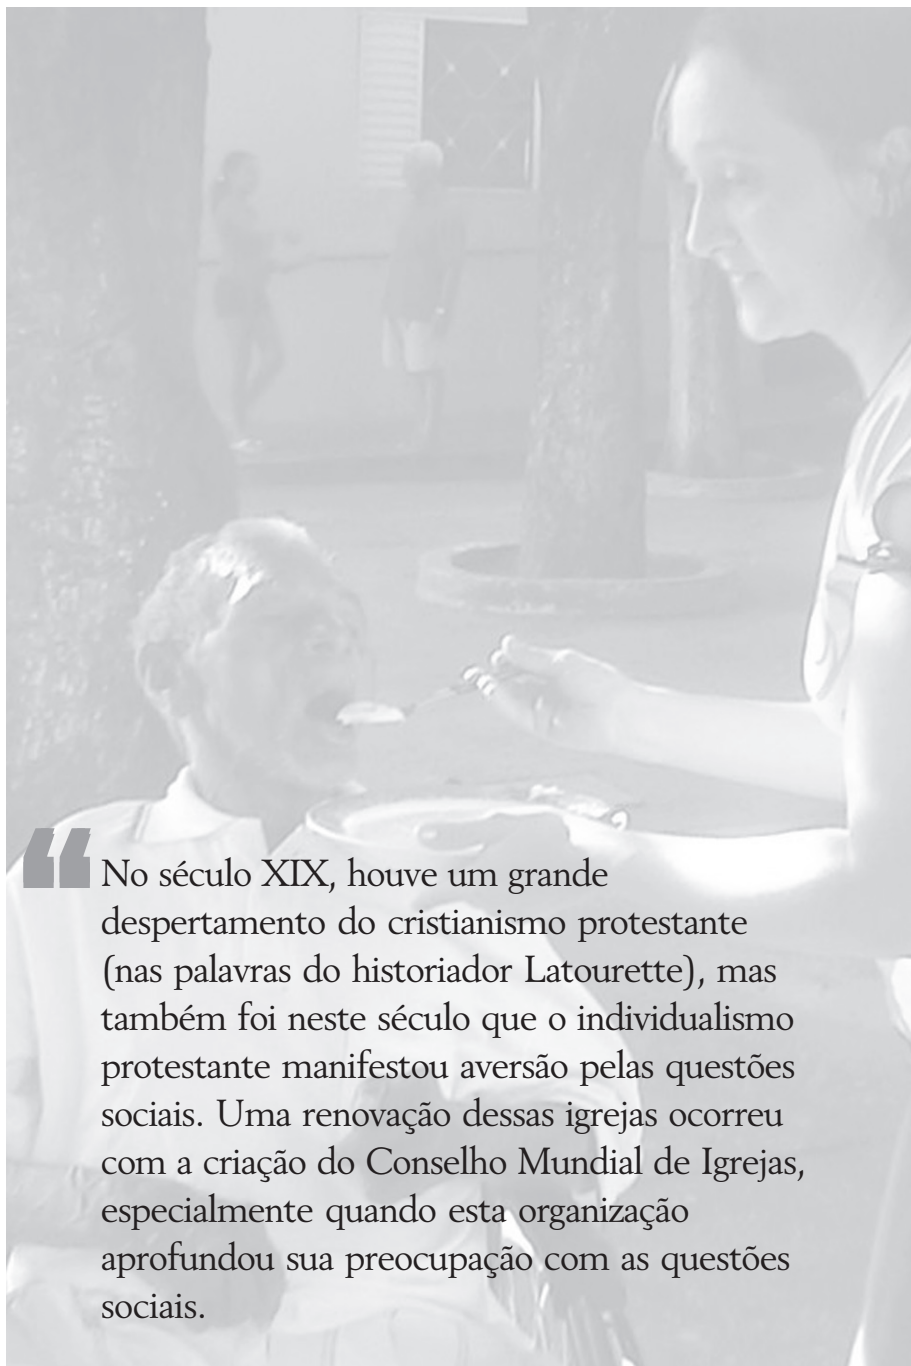 “No século XIX, houve um grande
despertamento do cristianismo protestante
(nas palavras do historiador Latourette), mas
também foi neste século que o individualismo
protestante manifestou aversão pelas questões
sociais. Uma renovação dessas igrejas ocorreu
com a criação do Conselho Mundial de Igrejas,
especialmente quando esta organização
aprofundou sua preocupação com as questões
sociais.